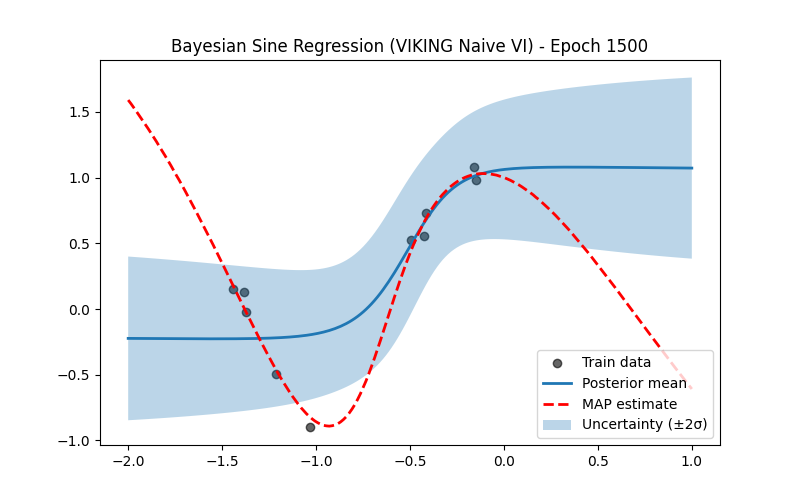 Bayesian Sine Regression (VIKING Naive VI) - Epoch 1500
1.5
1.0
0.5
0.0
−0.5
−1.0
−2.0 −1.5 −1.0 −0.5 0.0 0.5 1.0
Train data
Posterior mean
MAP estimate
Uncertainty (±2σ)